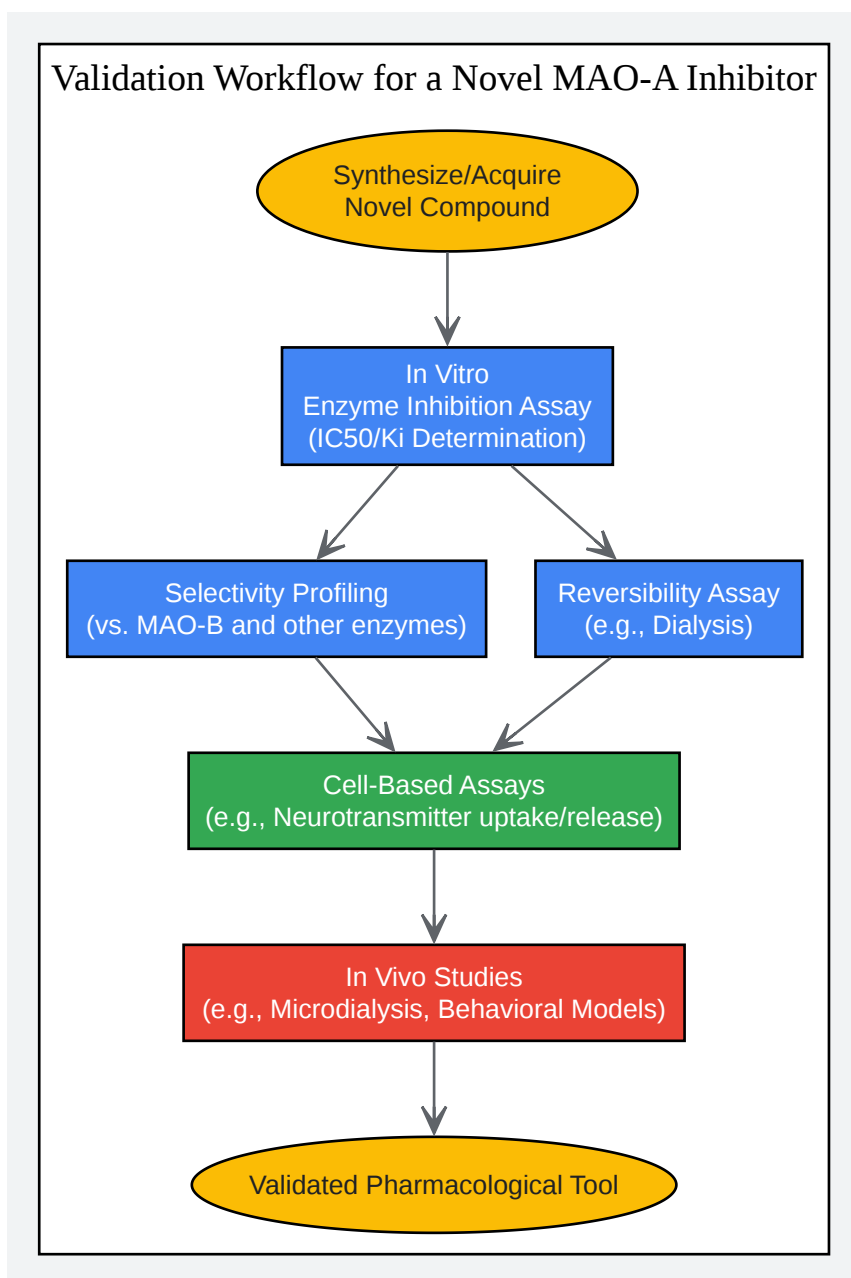 Validation Workflow for a Novel MAO-A Inhibitor
Synthesize/Acquire
Novel Compound
In Vitro
Enzyme Inhibition Assay
(IC50/Ki Determination)
Selectivity Profiling
(vs. MAO-B and other enzymes)
Reversibility Assay
(e.g., Dialysis)
Cell-Based Assays
(e.g., Neurotransmitter uptake/release)
In Vivo Studies
(e.g., Microdialysis, Behavioral Models)
Validated Pharmacological Tool